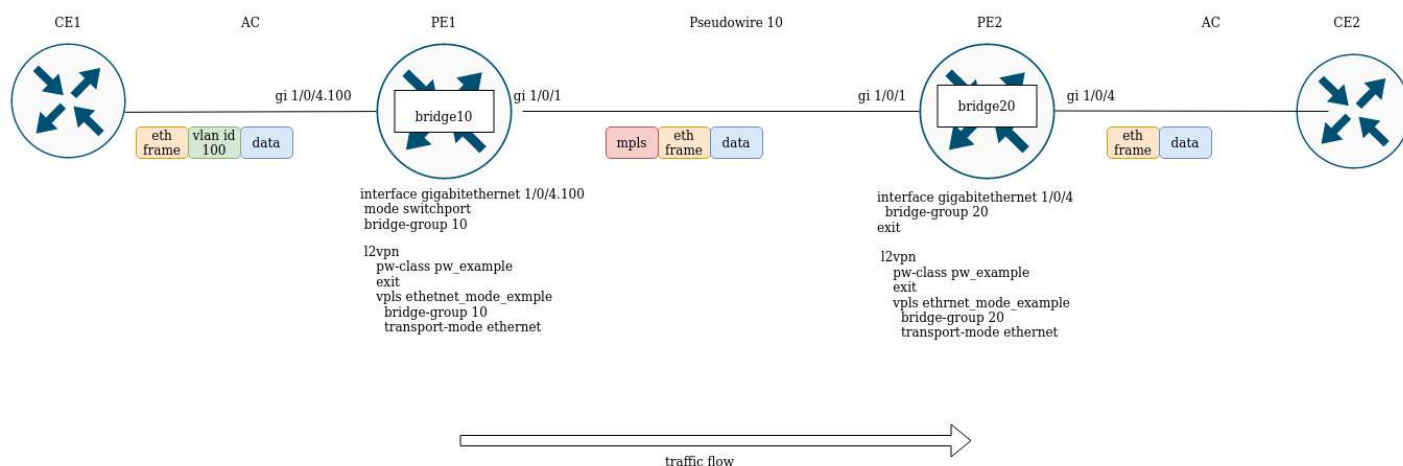 CE1
AC
PE1
Pseudowire 10
PE2
AC
CE2
gi 1/0/4.100
gi 1/0/1
gi 1/0/1
gi 1/0/4
bridge10
bridge20
eth
frame
vlan id
100
data
mpls
eth
frame
data
eth
frame
data
interface gigabitethernet 1/0/4.100
mode switchport
bridge-group 10
l2vpn
pw-class pw_example
exit
vpls ethetnet_mode_exmple
bridge-group 10
transport-mode ethernet
interface gigabitethernet 1/0/4
bridge-group 20
exit
l2vpn
pw-class pw_example
exit
vpls ethrnet_mode_example
bridge-group 20
transport-mode ethernet
traffic flow